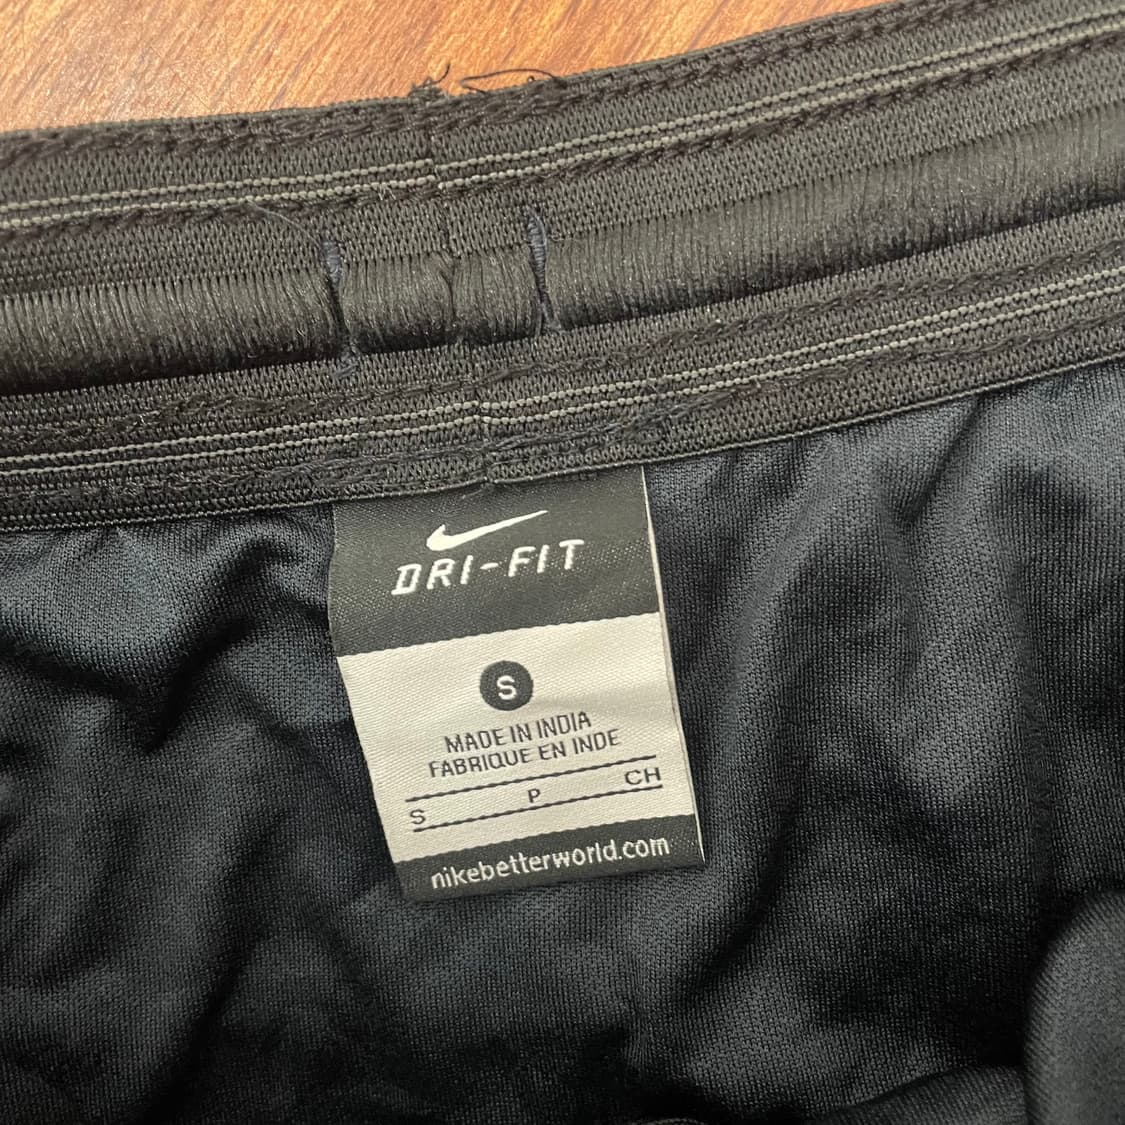 DRI-FIT
S
MADE IN INDIA
FABRIQUE EN INDE
S P CH
nikebetterworld.com